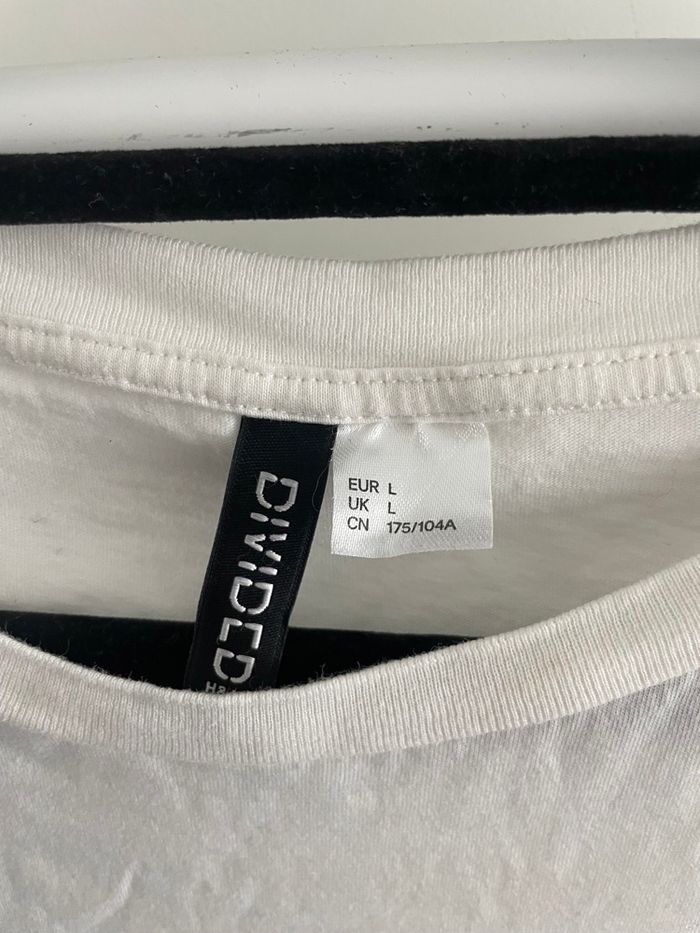 DIVIDED
EUR L
UK L
CN 175/104A